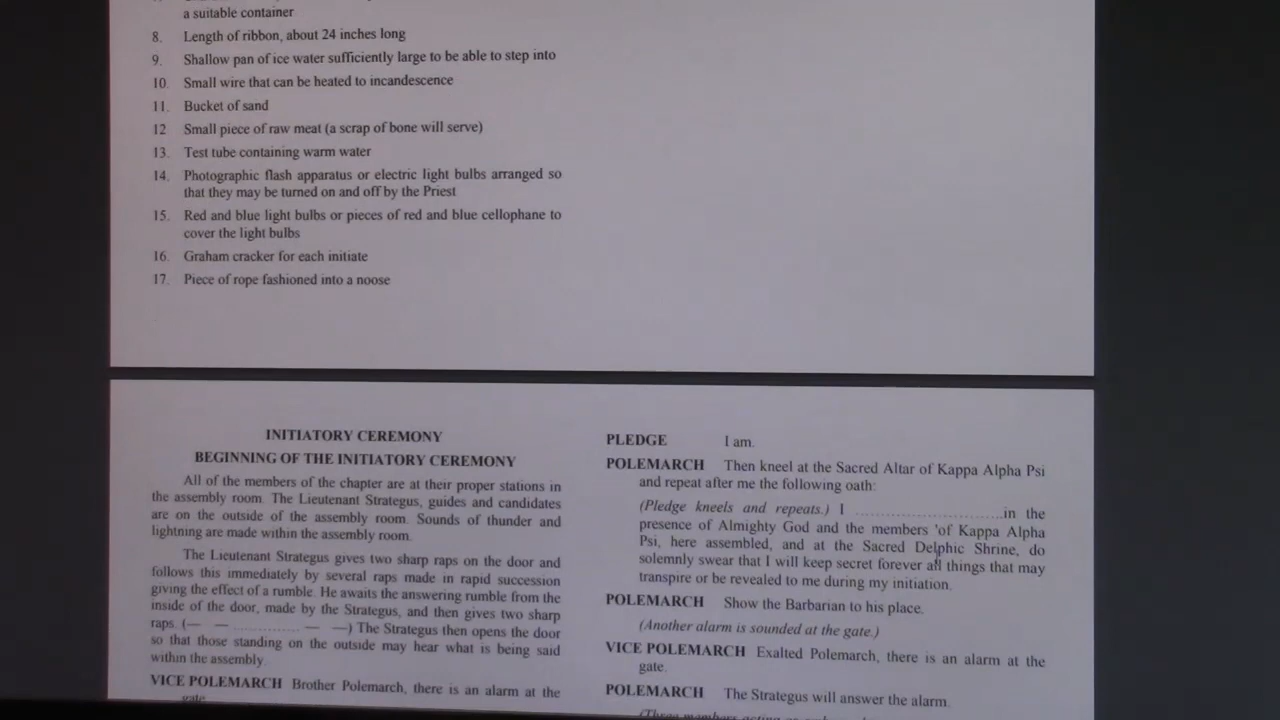 a suitable container
8. Length of ribbon, about 24 inches long
9. Shallow pan of ice water sufficiently large to be able to step into
10. Small wire that can be heated to incandescence
11. Bucket of sand
12 Small piece of raw meat (a scrap of bone will serve)
13. Test tube containing warm water
14. Photographic flash apparatus or electric light bulbs arranged so
that they may be turned on and off by the Priest
15. Red and blue light bulbs or pieces of red and blue cellophane to
cover the light bulbs
16. Graham cracker for each initiate
17. Piece of rope fashioned into a noose
INITIATORY CEREMONY
BEGINNING OF THE INITIATORY CEREMONY
All of the members of the chapter are at their proper stations in
the assembly room. The Lieutenant Strategus, guides and candidates
are on the outside of the assembly room. Sounds of thunder and
lightning are made within the assembly room.
The Lieutenant Strategus gives two sharp raps on the door and
follows this immediately by several raps made in rapid succession
giving the effect of a rumble. He awaits the answering rumble from the
inside of the door, made by the Strategus, and then gives two sharp
raps. (— — ................ — —) The Strategus then opens the door
so that those standing on the outside may hear what is being said
within the assembly.
VICE POLEMARCH Brother Polemarch, there is an alarm at the
gate.
PLEDGE I am.
POLEMARCH Then kneel at the Sacred Altar of Kappa Alpha Psi
and repeat after me the following oath:
(Pledge kneels and repeats.) I ..............................in the
presence of Almighty God and the members 'of Kappa Alpha
Psi, here assembled, and at the Sacred Delphic Shrine, do
solemnly swear that I will keep secret forever all things that may
transpire or be revealed to me during my initiation.
POLEMARCH Show the Barbarian to his place.
(Another alarm is sounded at the gate.)
VICE POLEMARCH Exalted Polemarch, there is an alarm at the
gate.
POLEMARCH The Strategus will answer the alarm.
(Three members acting as